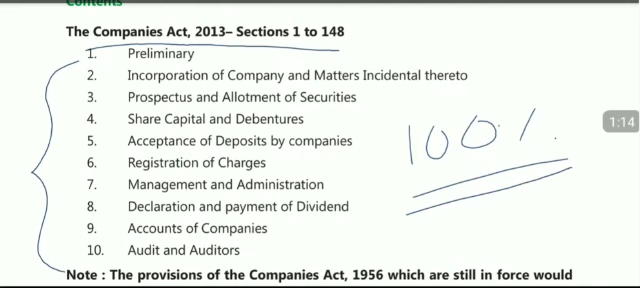 Contents
The Companies Act, 2013– Sections 1 to 148
1. Preliminary
2. Incorporation of Company and Matters Incidental thereto
3. Prospectus and Allotment of Securities
4. Share Capital and Debentures
5. Acceptance of Deposits by companies
6. Registration of Charges
7. Management and Administration
8. Declaration and payment of Dividend
9. Accounts of Companies
10. Audit and Auditors
100%
1:14
Note : The provisions of the Companies Act, 1956 which are still in force would